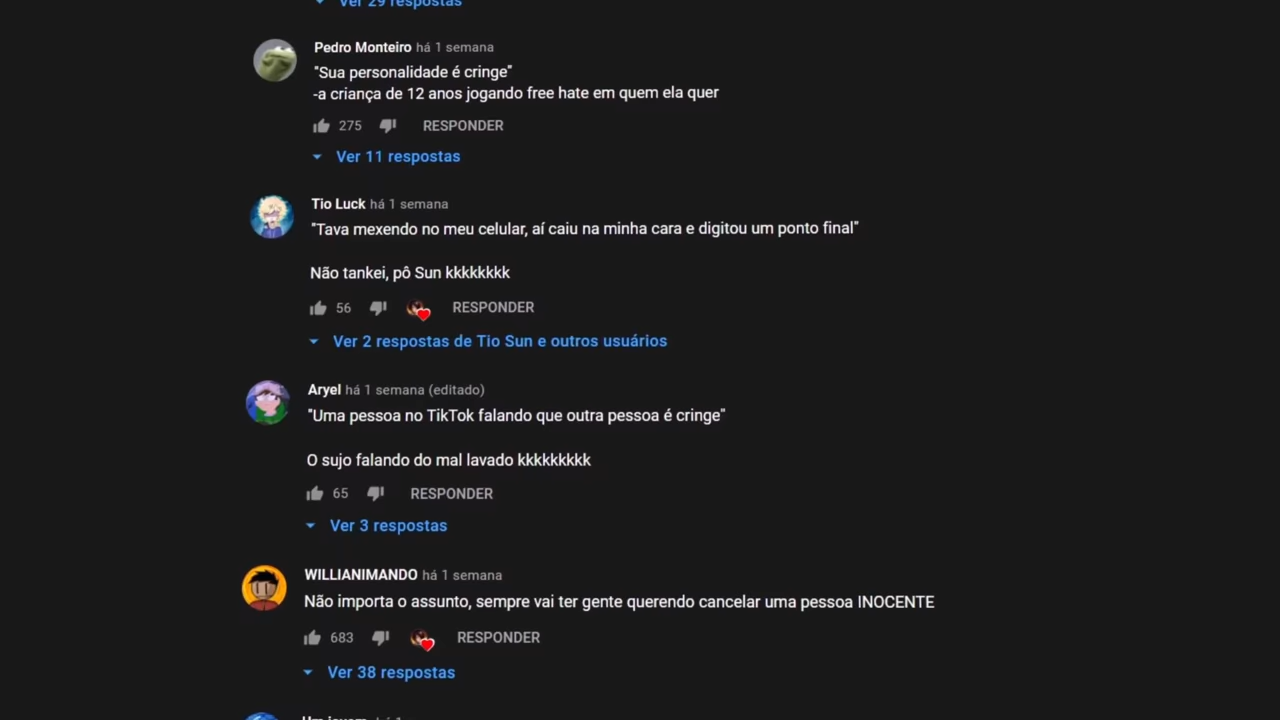 Ver 29 respostas
Pedro Monteiro há 1 semana
"Sua personalidade é cringe"
-a criança de 12 anos jogando free hate em quem ela quer
275 RESPONDER
Ver 11 respostas
Tio Luck há 1 semana
"Tava mexendo no meu celular, aí caiu na minha cara e digitou um ponto final"
Não tankei, pô Sun kkkkkkkk
56 RESPONDER
Ver 2 respostas de Tio Sun e outros usuários
Aryel há 1 semana (editado)
"Uma pessoa no TikTok falando que outra pessoa é cringe"
O sujo falando do mal lavado kkkkkkkkk
65 RESPONDER
Ver 3 respostas
WILLIANIMANDO há 1 semana
Não importa o assunto, sempre vai ter gente querendo cancelar uma pessoa INOCENTE
683 RESPONDER
Ver 38 respostas